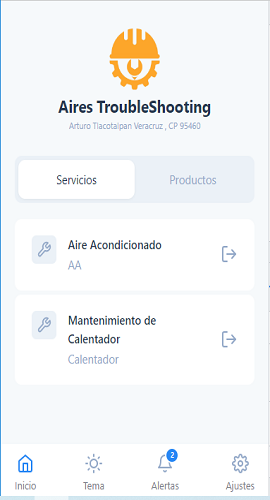 Aires TroubleShooting
Arturo Tlacotalpan Veracruz , CP 95460
Servicios
Productos
Aire Acondicionado
AA
Mantenimiento de
Calentador
Calentador
2
Inicio
Tema
Alertas
Ajustes